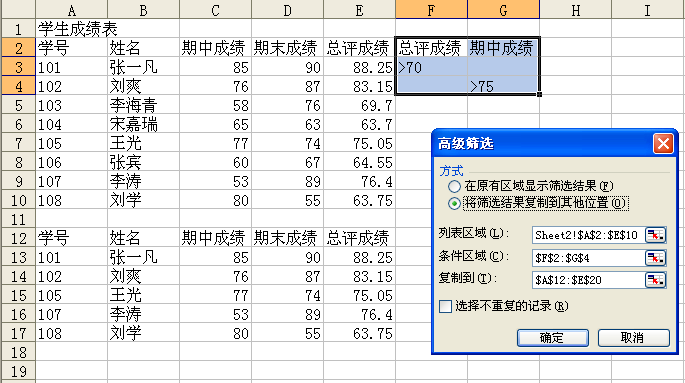 A B C D E F G H I
1 学生成绩表
2 学号 姓名 期中成绩 期末成绩 总评成绩 总评成绩 期中成绩
3 101 张一凡 85 90 88.25 >70
4 102 刘爽 76 87 83.15 >75
5 103 李海青 58 76 69.7
6 104 宋嘉瑞 65 63 63.7
7 105 王光 77 74 75.05
8 106 张宾 60 67 64.55
9 107 李涛 53 89 76.4
10 108 刘学 80 55 63.75
11
12 学号 姓名 期中成绩 期末成绩 总评成绩
13 101 张一凡 85 90 88.25
14 102 刘爽 76 87 83.15
15 105 王光 77 74 75.05
16 107 李涛 53 89 76.4
17 108 刘学 80 55 63.75
18
19
高级筛选
方式
在原有区域显示筛选结果(F)
将筛选结果复制到其他位置(O)
列表区域(L): Sheet2!$A$2:$E$10
条件区域(C): $F$2:$G$4
复制到(T): $A$12:$E$20
选择不重复的记录(R)
确定 取消